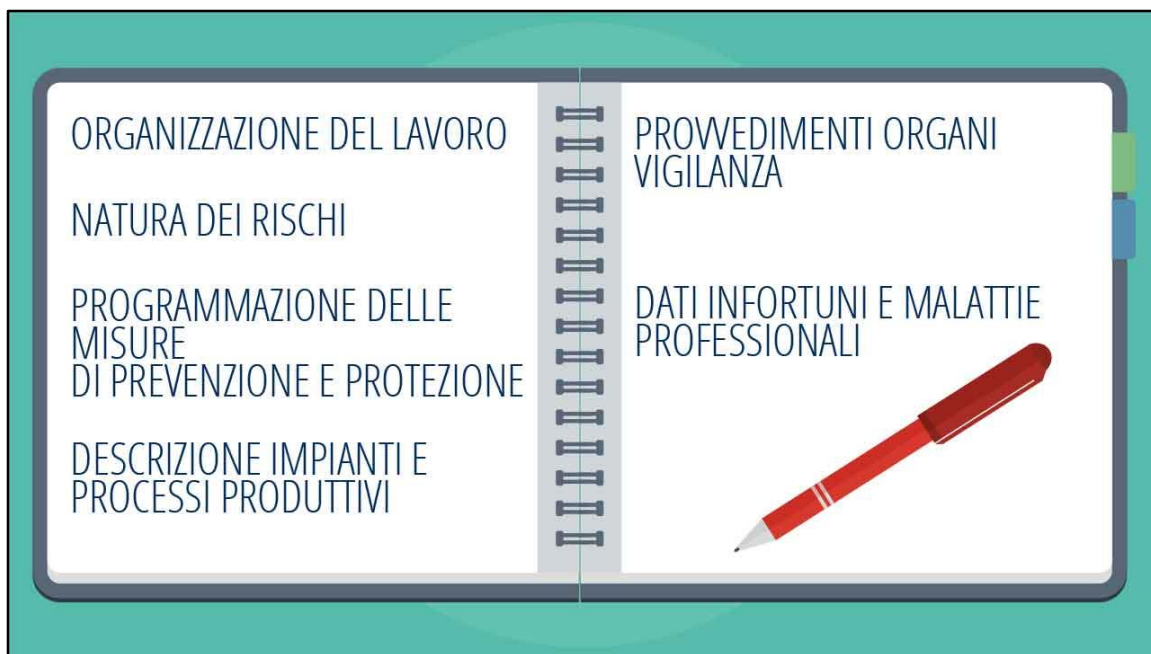 ORGANIZZAZIONE DEL LAVORO
NATURA DEI RISCHI
PROGRAMMAZIONE DELLE
MISURE
DI PREVENZIONE E PROTEZIONE
DESCRIZIONE IMPIANTI E
PROCESSI PRODUTTIVI
PROVVEDIMENTI ORGANI
VIGILANZA
DATI INFORTUNI E MALATTIE
PROFESSIONALI